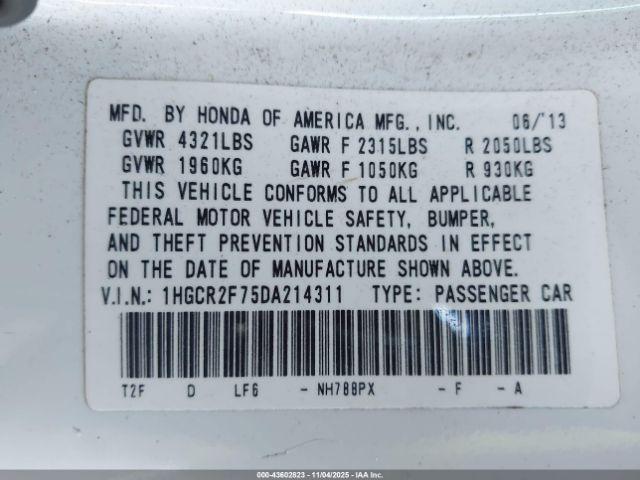 MFD. BY HONDA OF AMERICA MFG., INC. 06/'13
GVWR 4321LBS GAWR F 2315LBS R 2050LBS
GVWR 1960KG GAWR F 1050KG R 930KG
THIS VEHICLE CONFORMS TO ALL APPLICABLE
FEDERAL MOTOR VEHICLE SAFETY, BUMPER,
AND THEFT PREVENTION STANDARDS IN EFFECT
ON THE DATE OF MANUFACTURE SHOWN ABOVE.
V.I.N.: 1HGCR2F75DA214311 TYPE: PASSENGER CAR
T2F D LF6 - NH788PX - F - A
000-43602823 - 11/04/2025 - IAAI.COM